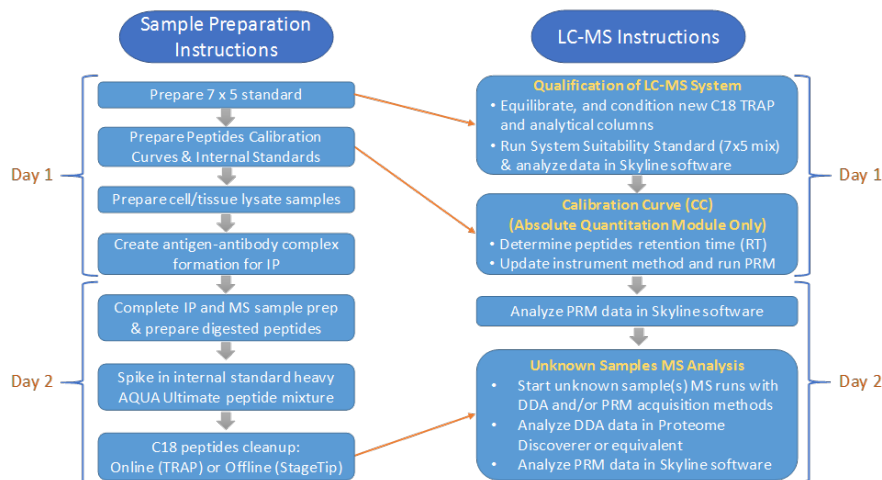 Sample Preparation
Instructions
Prepare 7 x 5 standard
Prepare Peptides Calibration
Curves & Internal Standards
Prepare cell/tissue lysate samples
Create antigen-antibody complex
formation for IP
Complete IP and MS sample prep
& prepare digested peptides
Spike in internal standard heavy
AQUA Ultimate peptide mixture
C18 peptides cleanup:
Online (TRAP) or Offline (StageTip)
Day 1
Day 2
LC-MS Instructions
Qualification of LC-MS System
• Equilibrate, and condition new C18 TRAP
and analytical columns
• Run System Suitability Standard (7x5 mix)
& analyze data in Skyline software
Calibration Curve (CC)
(Absolute Quantitation Module Only)
• Determine peptides retention time (RT)
• Update instrument method and run PRM
Analyze PRM data in Skyline software
Unknown Samples MS Analysis
• Start unknown sample(s) MS runs with
DDA and/or PRM acquisition methods
• Analyze DDA data in Proteome
Discoverer or equivalent
• Analyze PRM data in Skyline software
Day 1
Day 2